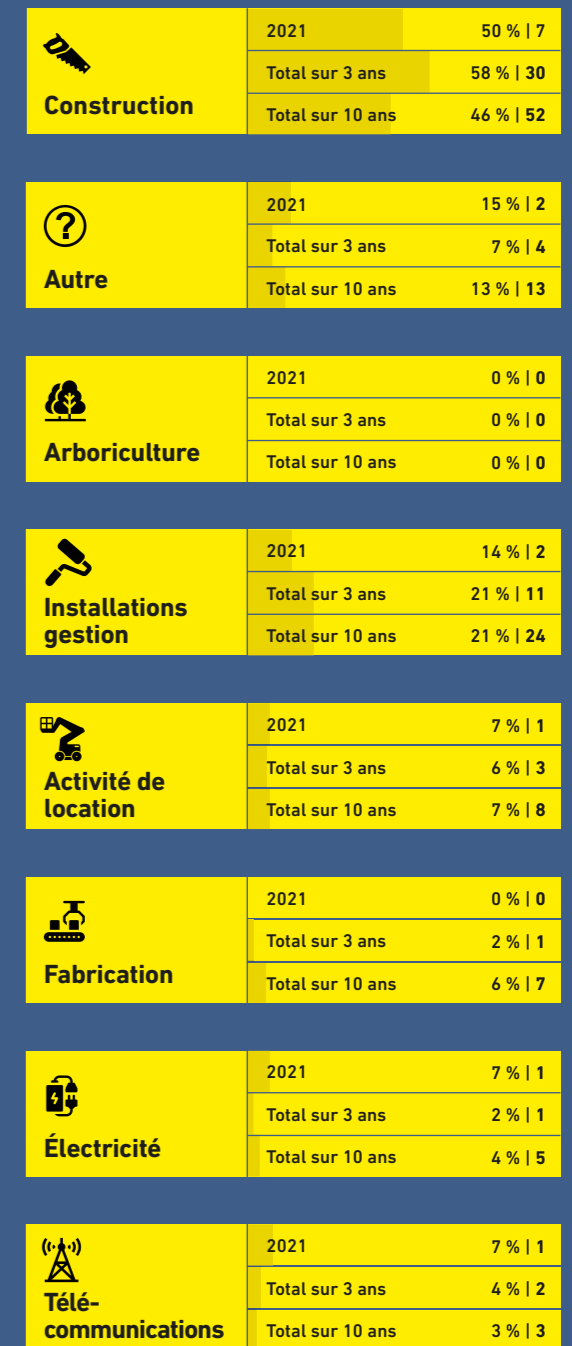 Construction
2021 50 % | 7
Total sur 3 ans 58 % | 30
Total sur 10 ans 46 % | 52
Autre
2021 15 % | 2
Total sur 3 ans 7 % | 4
Total sur 10 ans 13 % | 13
Arboriculture
2021 0 % | 0
Total sur 3 ans 0 % | 0
Total sur 10 ans 0 % | 0
Installations
gestion
2021 14 % | 2
Total sur 3 ans 21 % | 11
Total sur 10 ans 21 % | 24
Activité de
location
2021 7 % | 1
Total sur 3 ans 6 % | 3
Total sur 10 ans 7 % | 8
Fabrication
2021 0 % | 0
Total sur 3 ans 2 % | 1
Total sur 10 ans 6 % | 7
Électricité
2021 7 % | 1
Total sur 3 ans 2 % | 1
Total sur 10 ans 4 % | 5
Télé-
communications
2021 7 % | 1
Total sur 3 ans 4 % | 2
Total sur 10 ans 3 % | 3